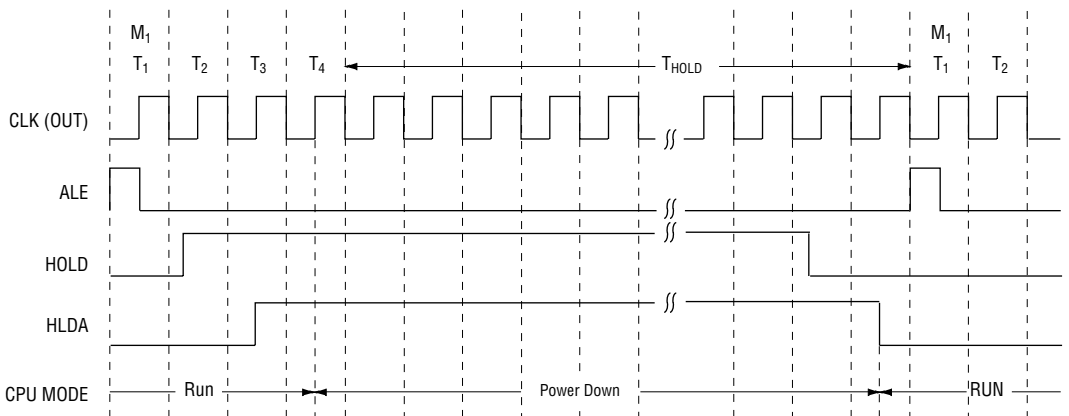 M1 M1
T1 T2 T3 T4 THOLD T1 T2
CLK (OUT)
ALE
HOLD
HLDA
CPU MODE Run Power Down RUN